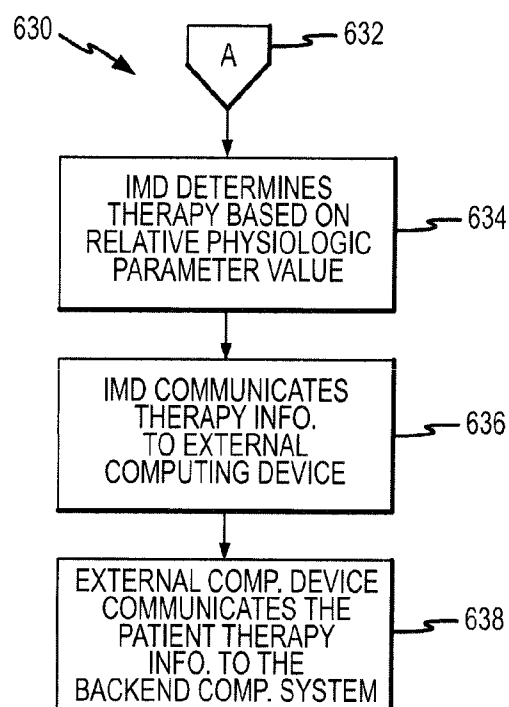 630
A
632
IMD DETERMINES
THERAPY BASED ON
RELATIVE PHYSIOLOGIC
PARAMETER VALUE
634
IMD COMMUNICATES
THERAPY INFO.
TO EXTERNAL
COMPUTING DEVICE
636
EXTERNAL COMP. DEVICE
COMMUNICATES THE
PATIENT THERAPY
INFO. TO THE
BACKEND COMP. SYSTEM
638